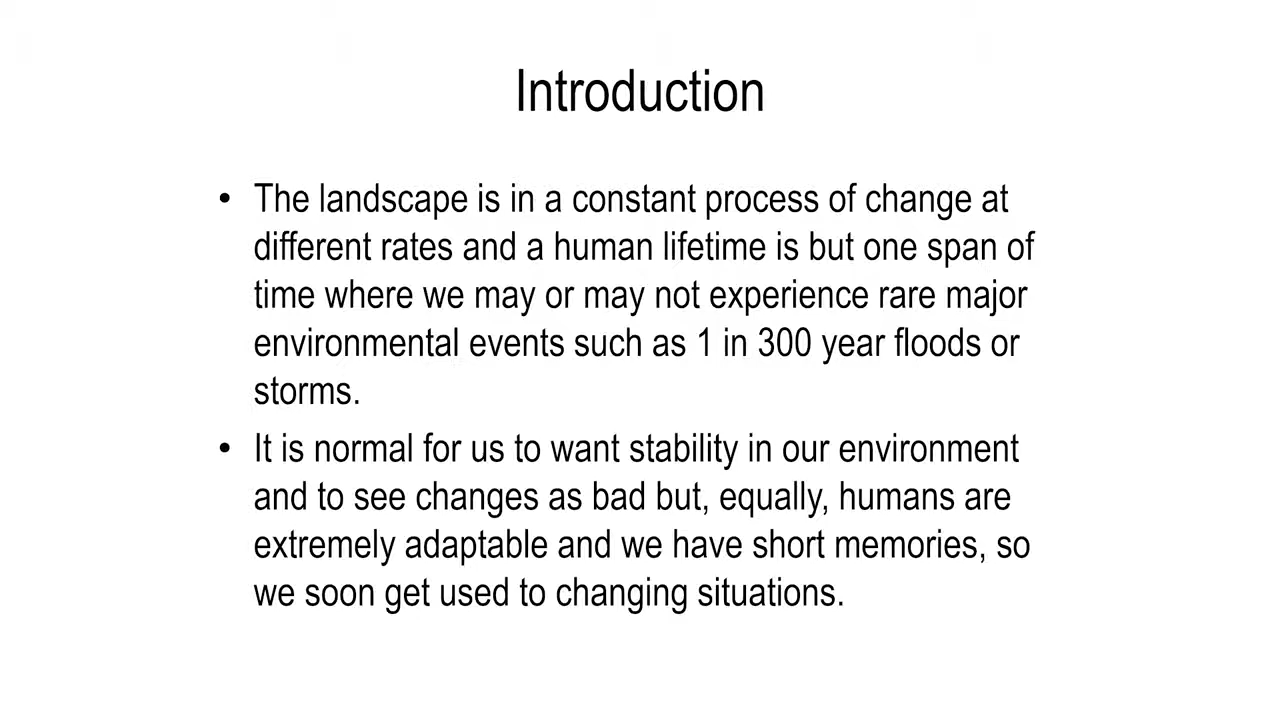 Introduction
• The landscape is in a constant process of change at
different rates and a human lifetime is but one span of
time where we may or may not experience rare major
environmental events such as 1 in 300 year floods or
storms.
• It is normal for us to want stability in our environment
and to see changes as bad but, equally, humans are
extremely adaptable and we have short memories, so
we soon get used to changing situations.